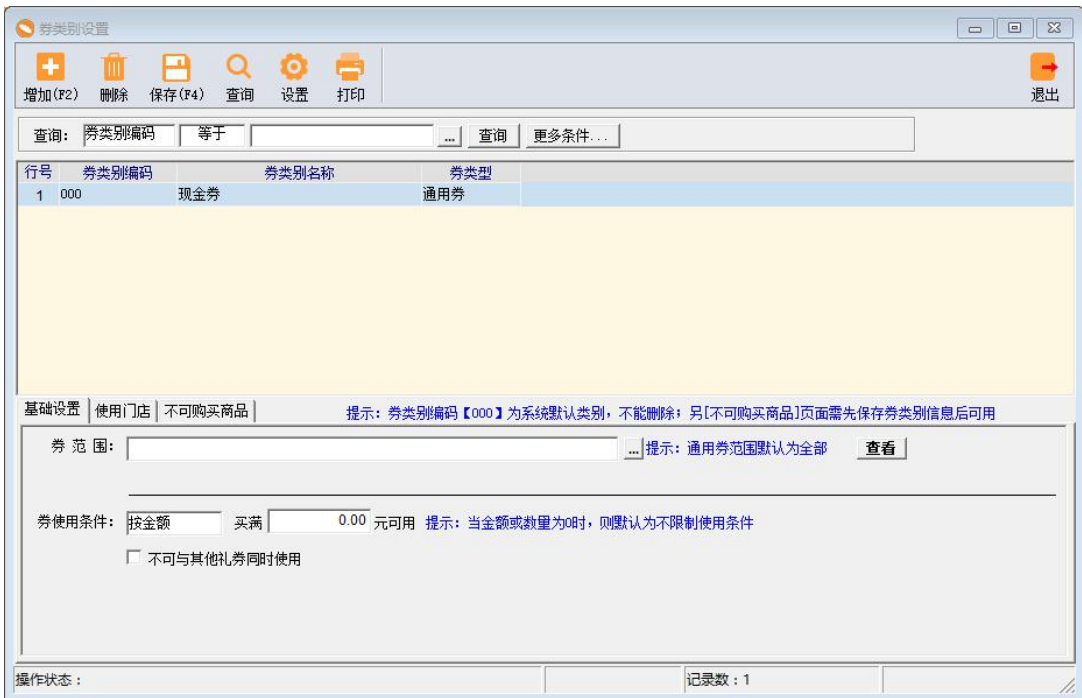 券类别设置
增加(F2) 删除 保存(F4) 查询 设置 打印 退出
查询: 券类别编码 等于 ... 查询 更多条件...
行号 券类别编码 券类别名称 券类型
1 000 现金券 通用券
基础设置 使用门店 不可购买商品 提示：券类别编码【000】为系统默认类别，不能删除；另[不可购买商品]页面需先保存券类别信息后可用
券 范 围： ... 提示：通用券范围默认为全部 查看
券使用条件： 按金额 买满 0.00 元可用 提示：当金额或数量为0时，则默认为不限制使用条件
不可与其他礼券同时使用
操作状态： 记录数：1